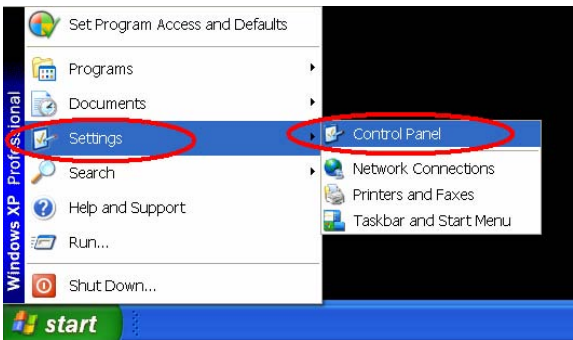 Set Program Access and Defaults
Programs
Documents
Settings
Search
Help and Support
Run...
Shut Down...
Windows XP Professional
Control Panel
Network Connections
Printers and Faxes
Taskbar and Start Menu
start